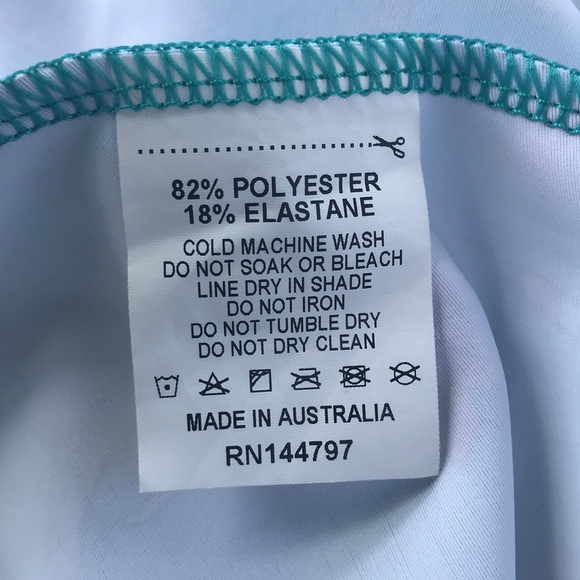 82% POLYESTER
18% ELASTANE
COLD MACHINE WASH
DO NOT SOAK OR BLEACH
LINE DRY IN SHADE
DO NOT IRON
DO NOT TUMBLE DRY
DO NOT DRY CLEAN
MADE IN AUSTRALIA
RN144797